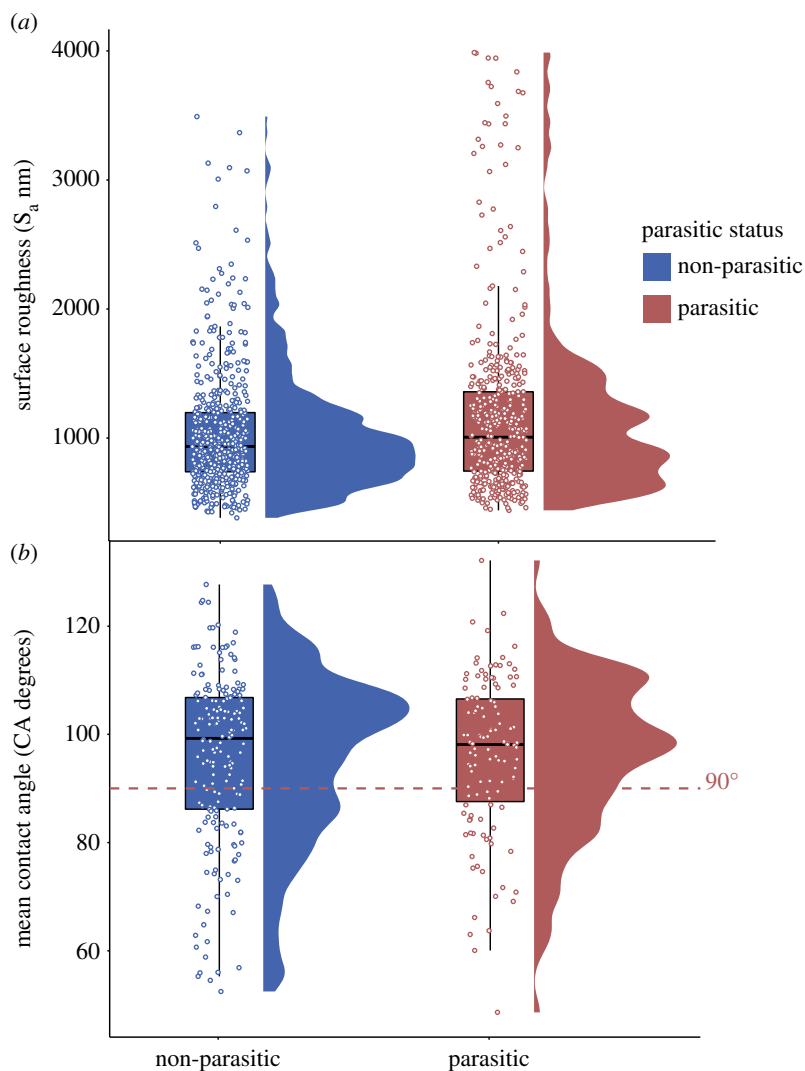 (a)
4000
3000
2000
1000
surface roughness (Sa nm)
parasitic status
non-parasitic
parasitic
(b)
120
100
80
60
mean contact angle (CA degrees)
90°
non-parasitic
parasitic